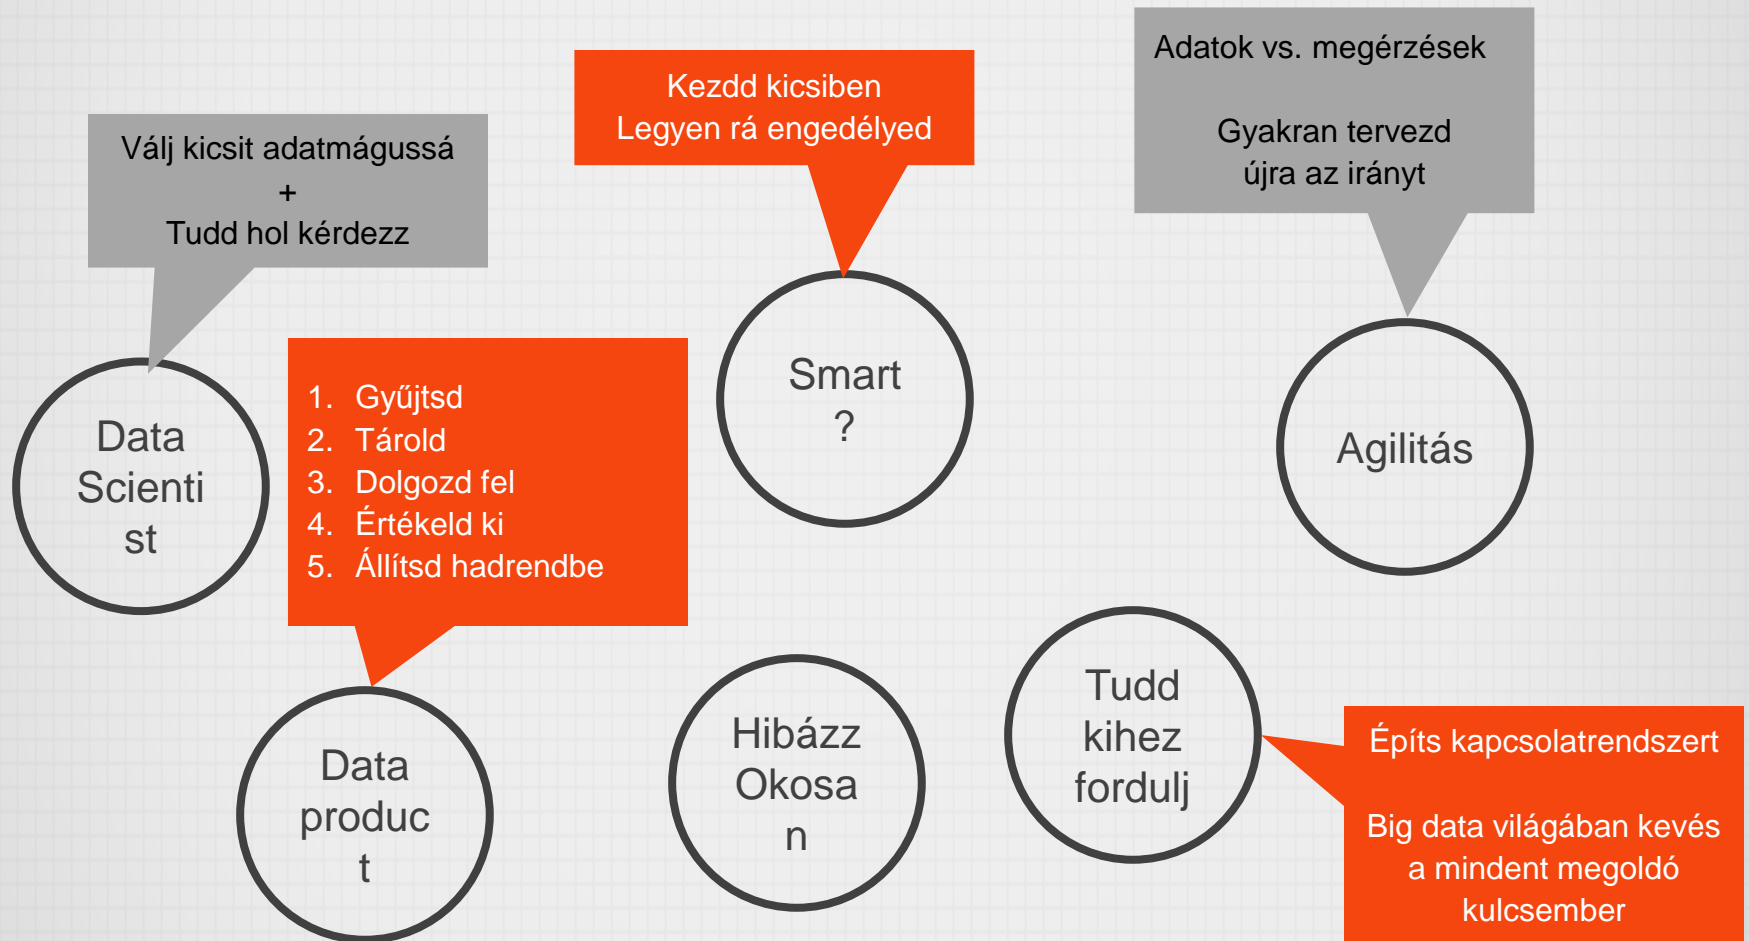 Válj kicsit adatmágussá
+
Tudd hol kérdezz
Data
Scienti
st
1. Gyűjtsd
2. Tárold
3. Dolgozd fel
4. Értékeld ki
5. Állítsd hadrendbe
Data
produc
t
Kezdd kicsiben
Legyen rá engedélyed
Smart
?
Hibázz
Okosa
n
Adatok vs. megérzések
Gyakran tervezd
újra az irányt
Agilitás
Tudd
kihez
fordulj
Építs kapcsolatrendszert
Big data világában kevés
a mindent megoldó
kulcsember